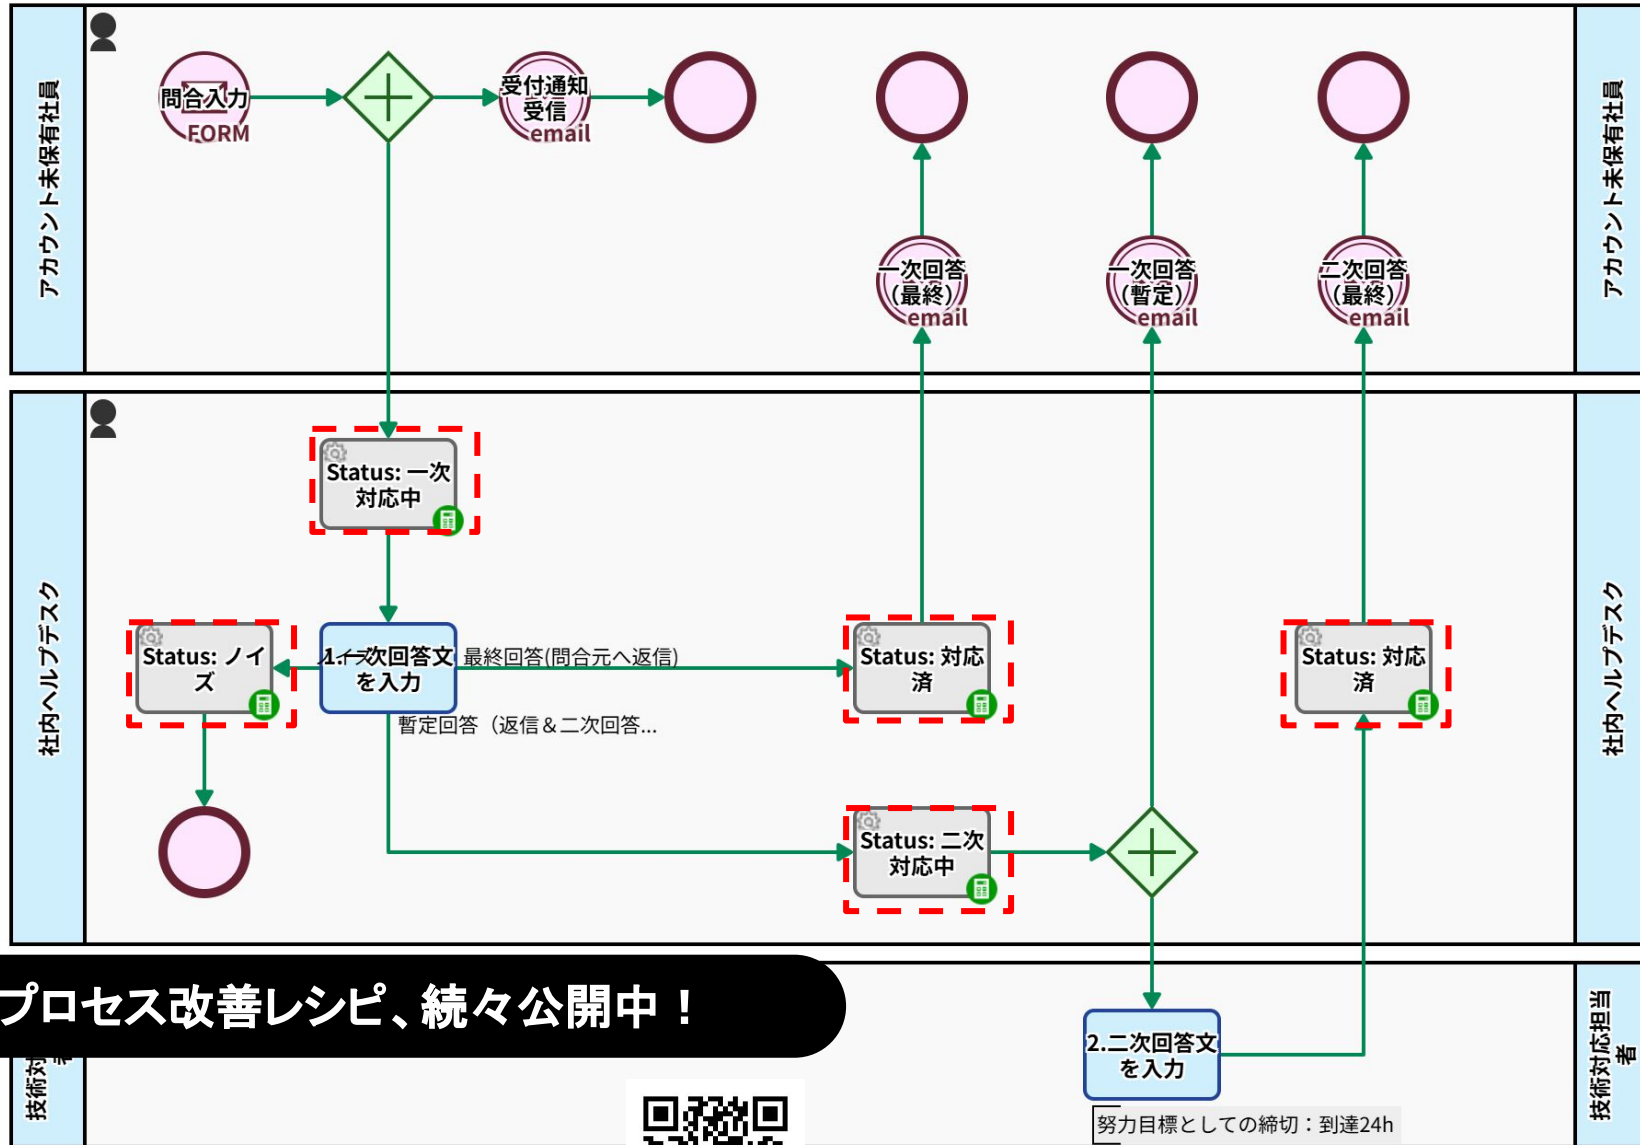 アカウント未保有社員
問合入力
FORM
受付通知
受信
email
一次回答
（最終）
email
一次回答
（暫定）
email
二次回答
（最終）
email
アカウント未保有社員
社内ヘルプデスク
Status: 一次
対応中
Status: ノイ
ズ
1.一次回答文
を入力
最終回答(問合元へ返信)
暫定回答（返信＆二次回答...
Status: 対応
済
Status: 二次
対応中
Status: 対応
済
社内ヘルプデスク
プロセス改善レシピ、続々公開中！
技術対
者
2.二次回答文
を入力
努力目標としての締切：到達24h
技術対応担当
者